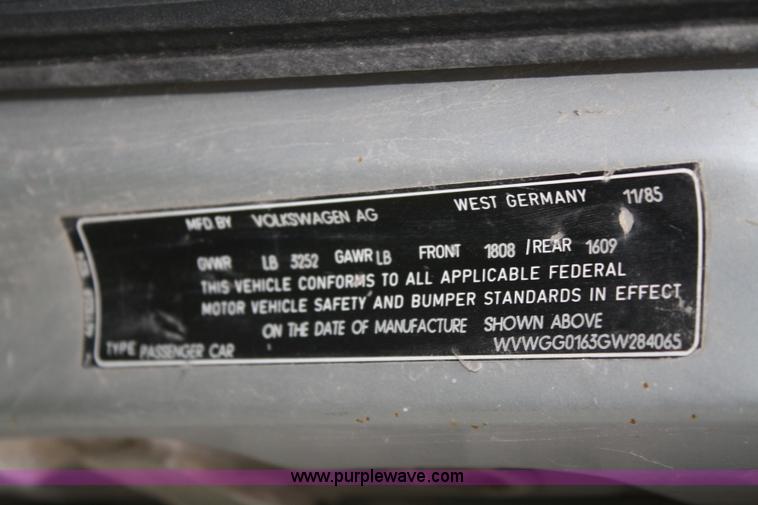 MFD. BY VOLKSWAGEN AG WEST GERMANY 11/85
GVWR LB 3252 GAWR LB FRONT 1808 / REAR 1609
THIS VEHICLE CONFORMS TO ALL APPLICABLE FEDERAL
MOTOR VEHICLE SAFETY AND BUMPER STANDARDS IN EFFECT
ON THE DATE OF MANUFACTURE SHOWN ABOVE
TYPE PASSENGER CAR WVWGG0163GW284065
www.purplewave.com